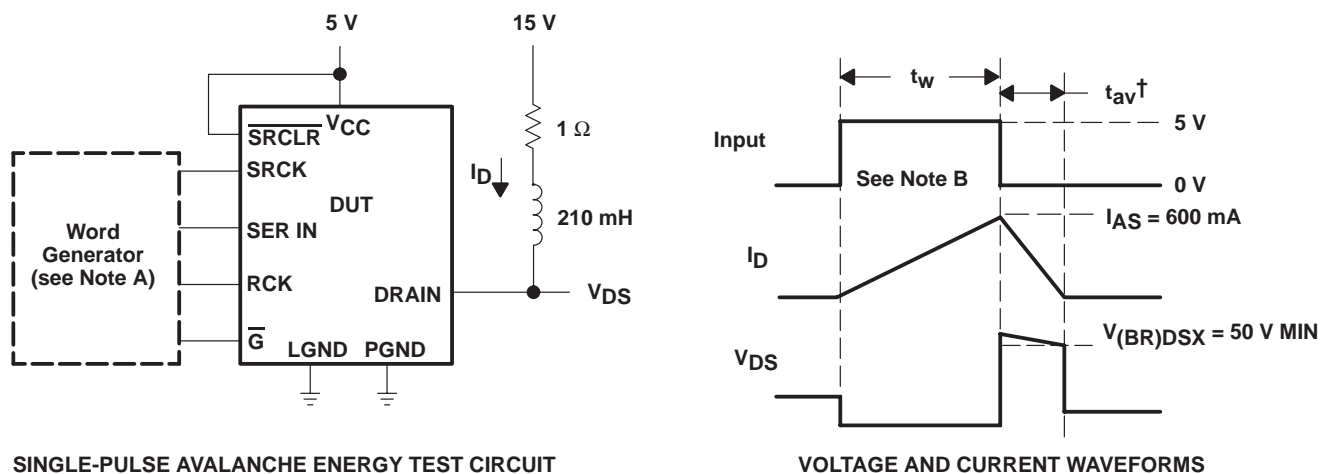 5 V
15 V
SRCLR
VCC
SRCK
DUT
SER IN
RCK
DRAIN
G
LGND PGND
Word
Generator
(see Note A)
ID
1 Ω
210 mH
VDS
SINGLE-PULSE AVALANCHE ENERGY TEST CIRCUIT
tw
tav†
Input
5 V
See Note B
0 V
IAS = 600 mA
ID
V(BR)DSX = 50 V MIN
VDS
VOLTAGE AND CURRENT WAVEFORMS